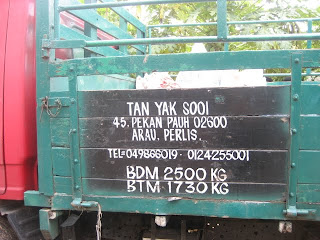 TAN YAK SOOI
45, PEKAN PAUH 02600
ARAU. PERLIS.
TEL=049866019 - 0124255001
BDM 2500 KG
BTM 1730 KG